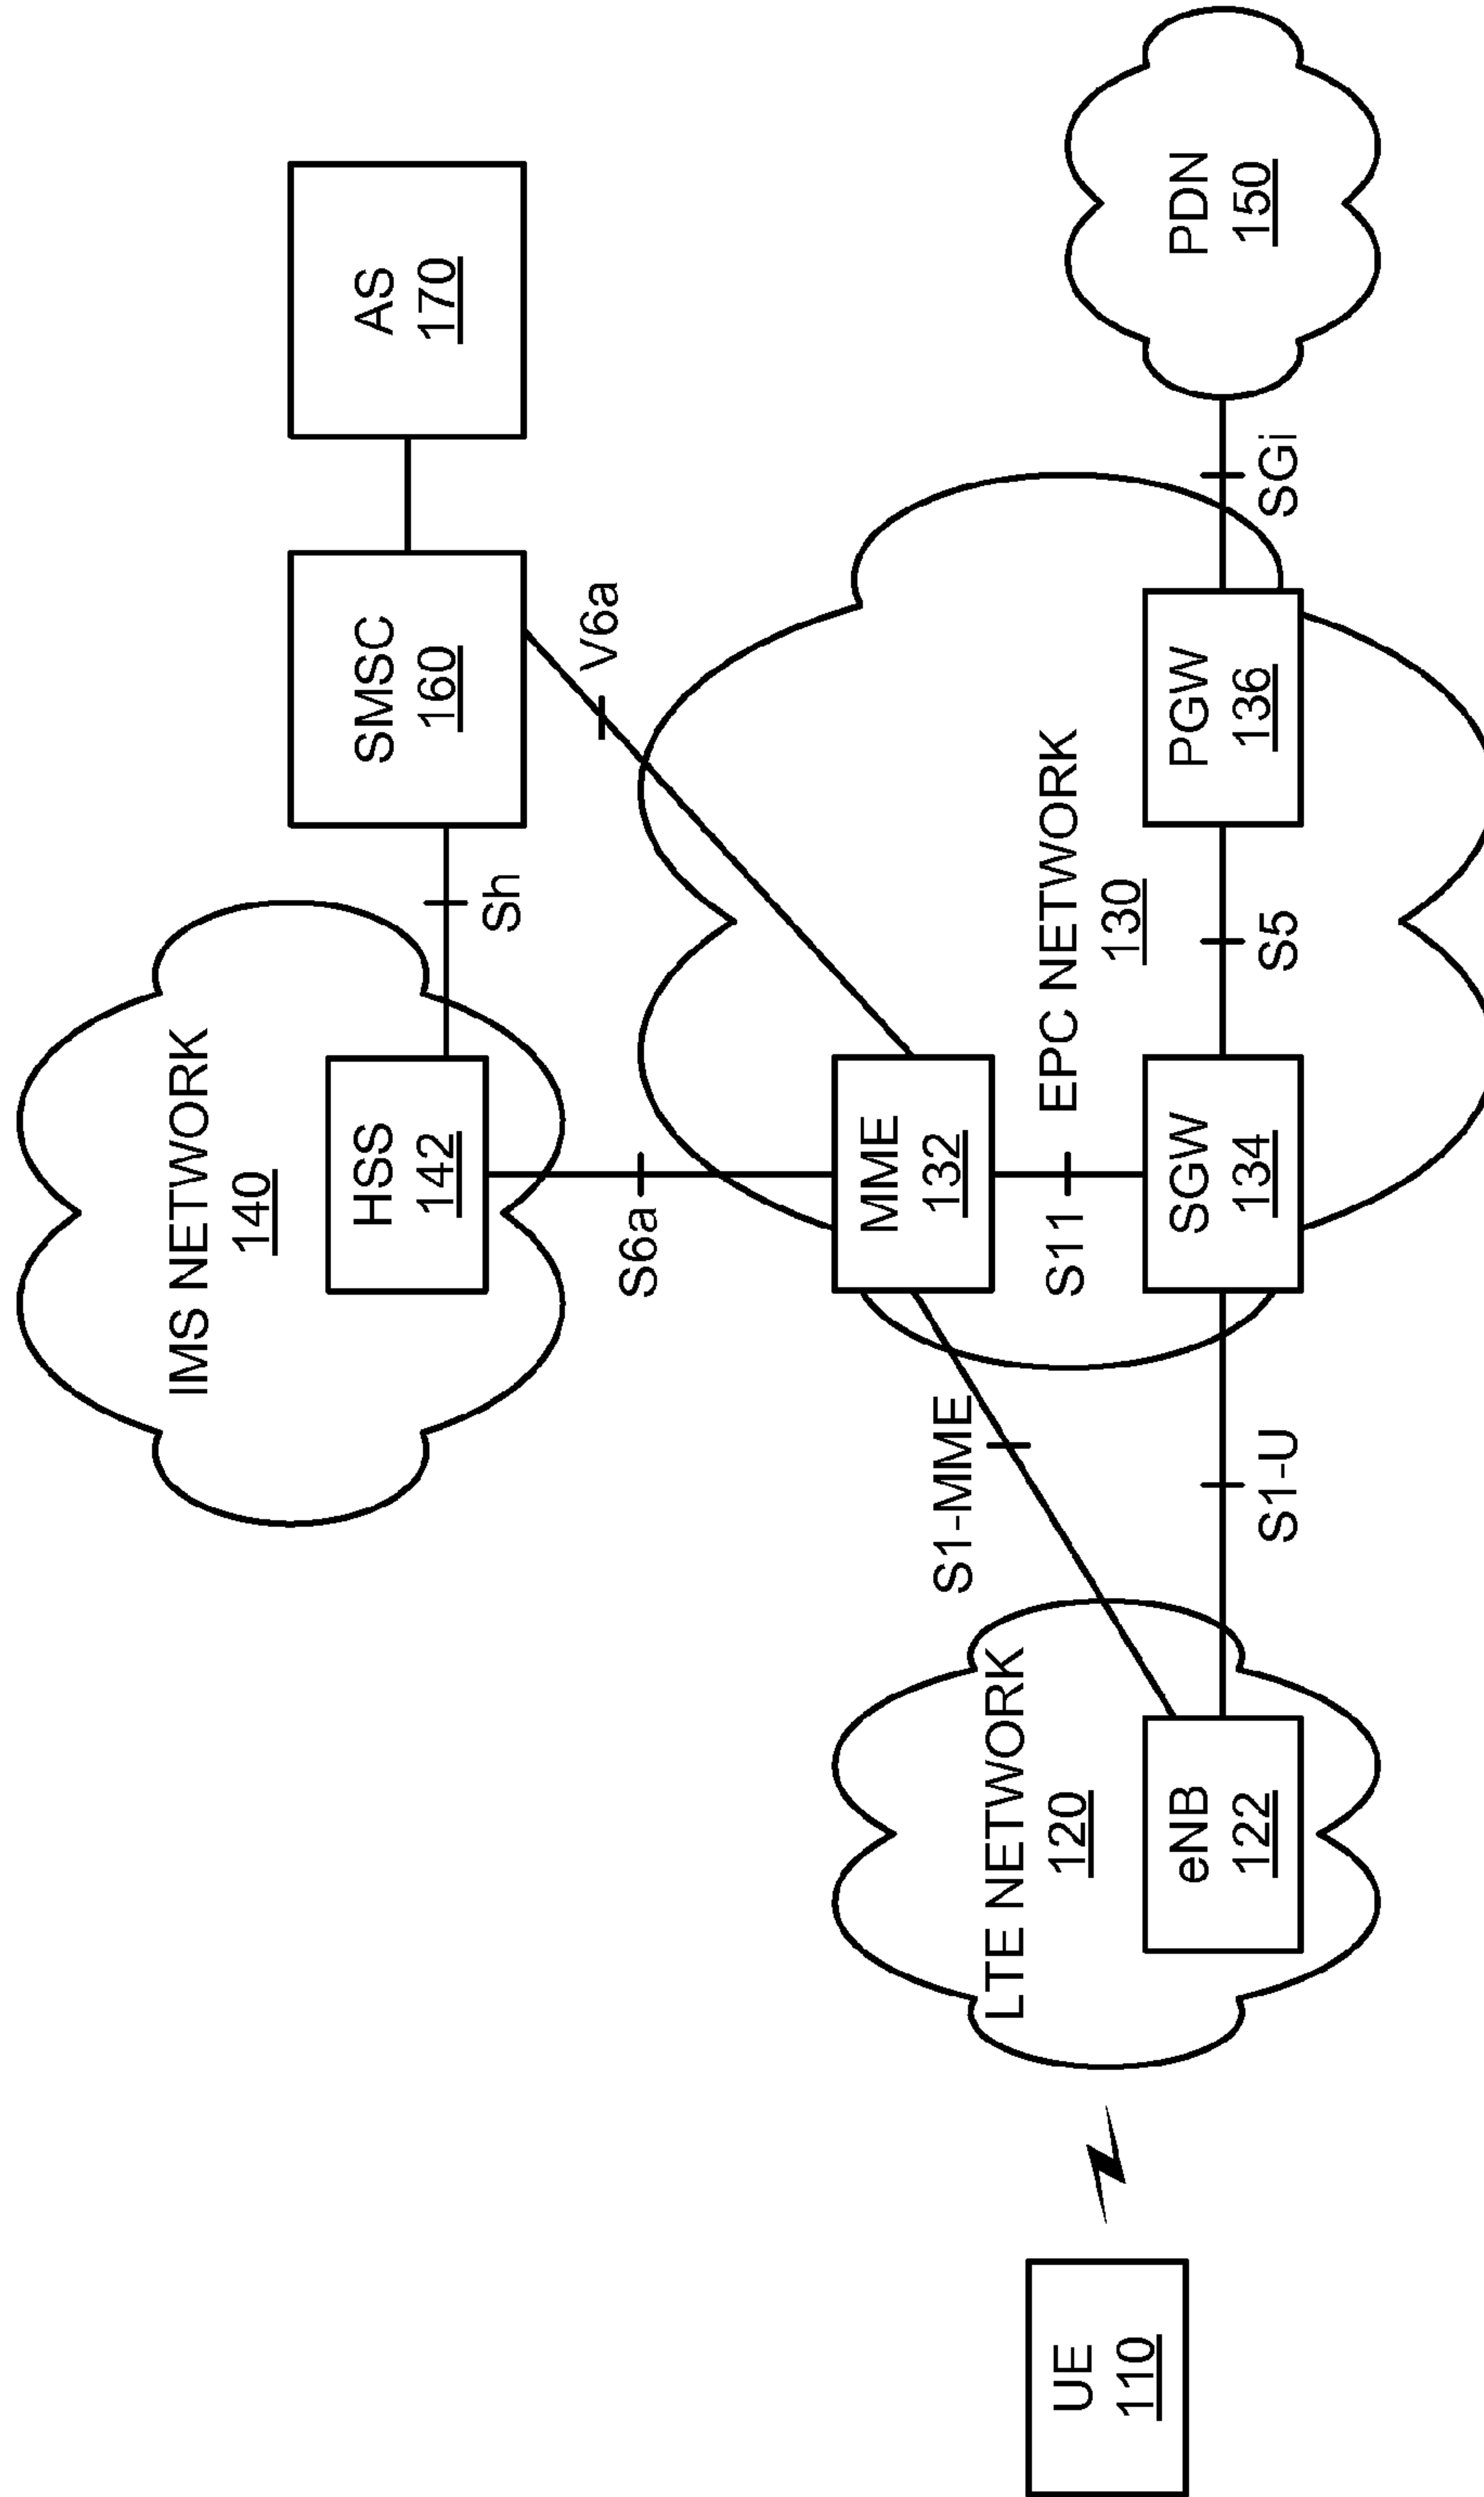 IMS NETWORK
140
HSS
142
Sh
SMSC
160
AS
170
S6a
V6a
MME
132
S1-MME
S11
EPC NETWORK
130
LTE NETWORK
120
UE
110
eNB
122
S1-U
SGW
134
S5
PGW
136
SGi
PDN
150